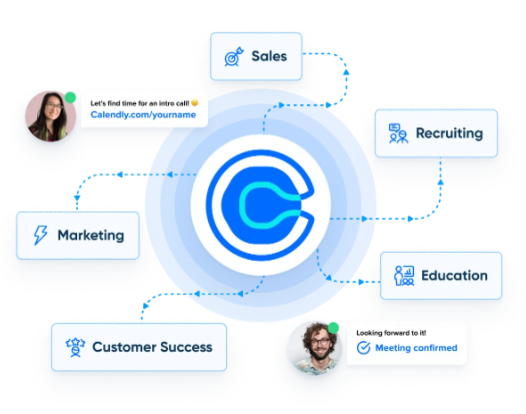 Sales
Let's find time for an intro call! 😊
Calendly.com/yourname
Recruiting
Marketing
Education
Customer Success
Looking forward to it!
Meeting confirmed